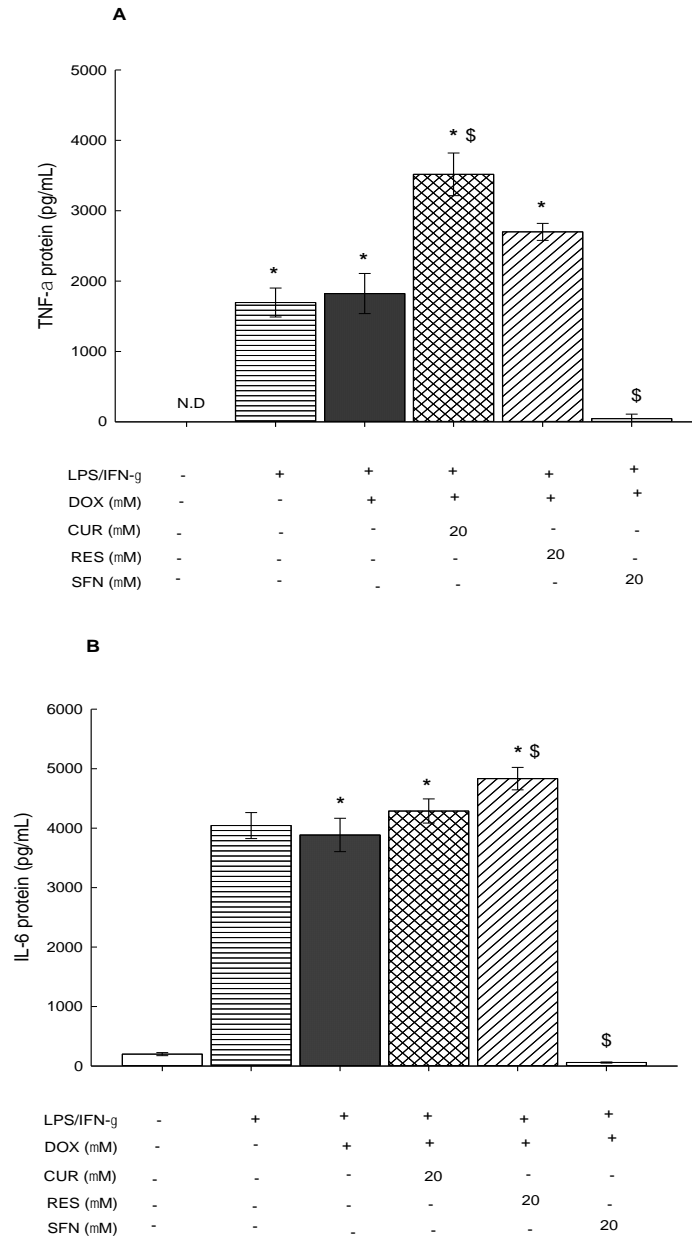 A
5000
4000
3000
2000
1000
0
TNF-a protein (pg/mL)
N.D
*
*
* $
*
$
LPS/IFN-g - + + + + +
DOX (mM) - - + + + +
CUR (mM) - - - 20 - -
RES (mM) - - - - 20 -
SFN (mM) - - - - - 20
B
6000
5000
4000
3000
2000
1000
0
IL-6 protein (pg/mL)
*
*
* $
$
LPS/IFN-g - + + + + +
DOX (mM) - - + + + +
CUR (mM) - - - 20 - -
RES (mM) - - - - 20 -
SFN (mM) - - - - - 20